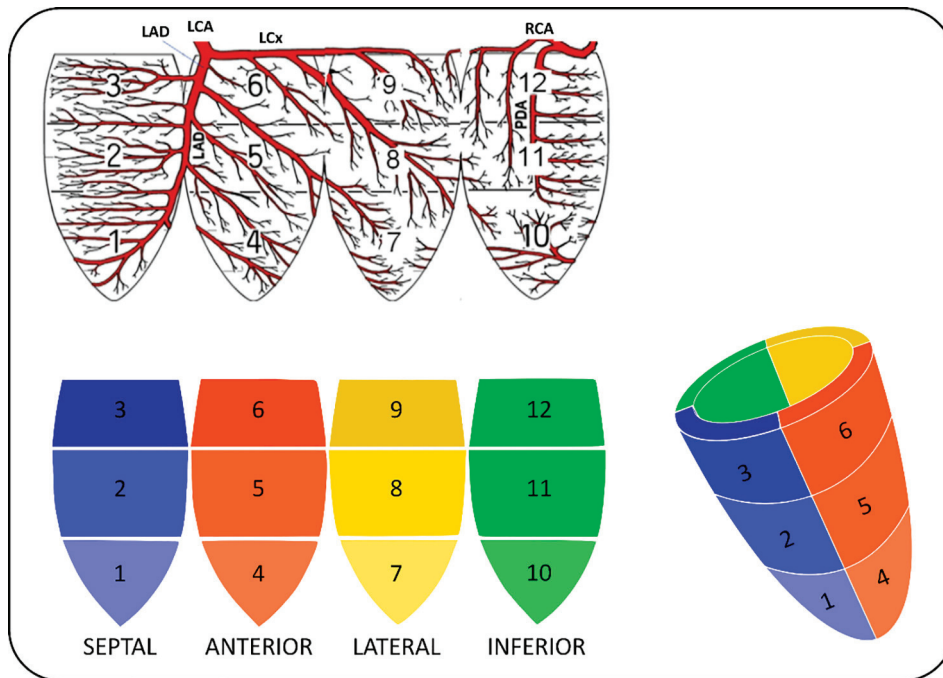 LAD LCA LCx RCA
3 6 9 12
LAD PDA
2 5 8 11
1 4 7 10
3 6 9 12
2 5 8 11
1 4 7 10
SEPTAL ANTERIOR LATERAL INFERIOR
6
3
5
2
4
1